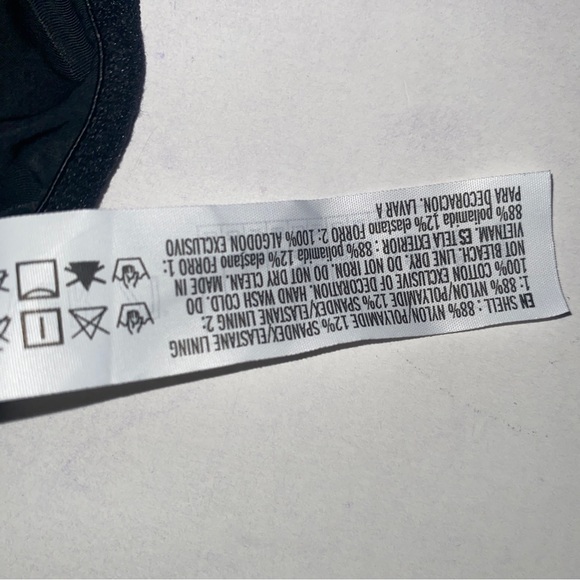 EN SHELL : 88% NYLON/POLYAMIDE 12% SPANDEX/ELASTANE LINING
1: 88% NYLON/POLYAMIDE 12% SPANDEX/ELASTANE LINING 2:
100% COTTON EXCLUSIVE OF DECORATION. HAND WASH COLD. DO
NOT BLEACH. LINE DRY. DO NOT IRON. DO NOT DRY CLEAN. MADE IN
VIETNAM. ES TELA EXTERIOR : 88% poliamida 12% elastano FORRO 1:
88% poliamida 12% elastano FORRO 2: 100% ALGODON EXCLUSIVO
PARA DECORACION. LAVAR A